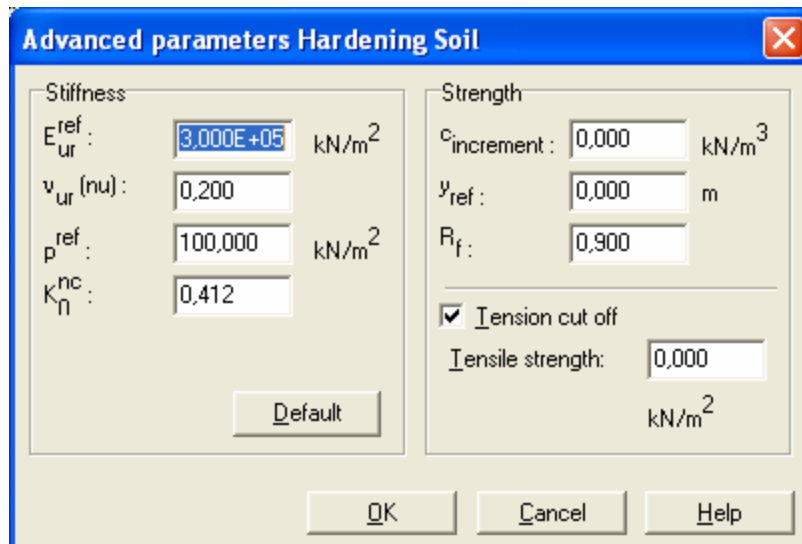 Advanced parameters Hardening Soil
Stiffness
E_ur^ref : 3,000E+05 kN/m²
ν_ur (nu) : 0,200
p^ref : 100,000 kN/m²
K_0^nc : 0,412
Default
Strength
c_increment : 0,000 kN/m³
y_ref : 0,000 m
R_f : 0,900
Tension cut off
Tensile strength: 0,000
kN/m²
OK Cancel Help